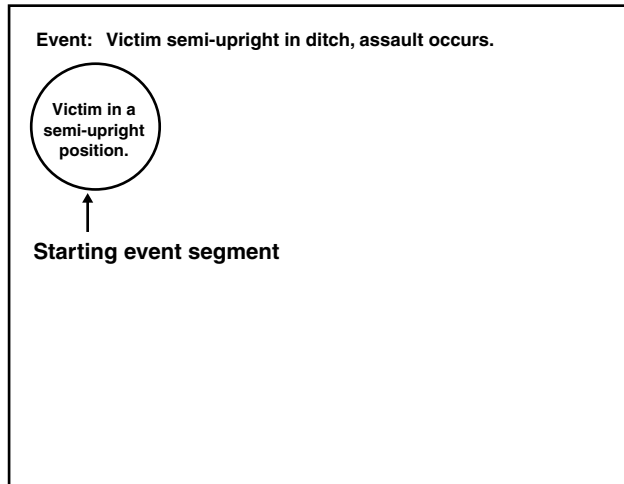 Event: Victim semi-upright in ditch, assault occurs.
Victim in a
semi-upright
position.
Starting event segment